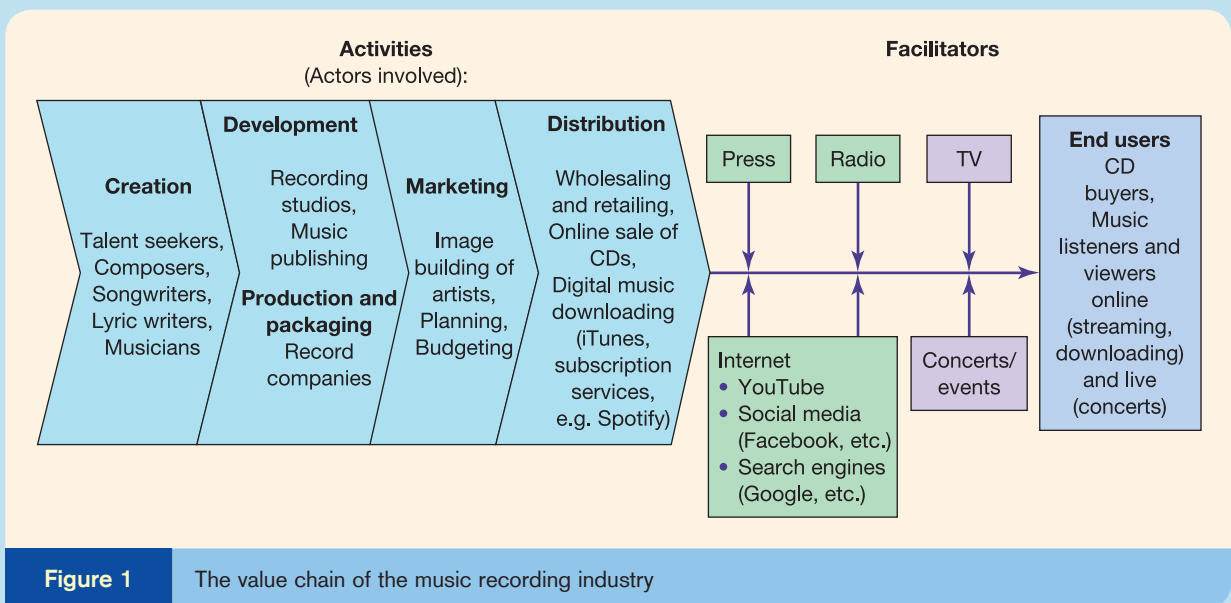 Activities
(Actors involved):
Facilitators
Creation
Talent seekers,
Composers,
Songwriters,
Lyric writers,
Musicians
Development
Recording
studios,
Music
publishing
Production and
packaging
Record
companies
Marketing
Image
building of
artists,
Planning,
Budgeting
Distribution
Wholesaling
and retailing,
Online sale of
CDs,
Digital music
downloading
(iTunes,
subscription
services,
e.g. Spotify)
Press
Radio
TV
Internet
• YouTube
• Social media
(Facebook, etc.)
• Search engines
(Google, etc.)
Concerts/
events
End users
CD
buyers,
Music
listeners and
viewers
online
(streaming,
downloading)
and live
(concerts)
Figure 1
The value chain of the music recording industry